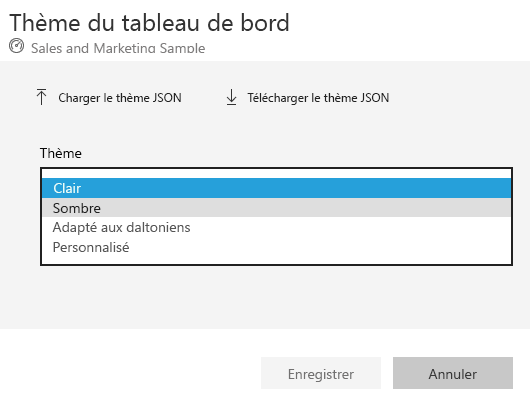 Thème du tableau de bord
Sales and Marketing Sample
Charger le thème JSON Télécharger le thème JSON
Thème
Clair
Sombre
Adapté aux daltoniens
Personnalisé
Enregistrer Annuler